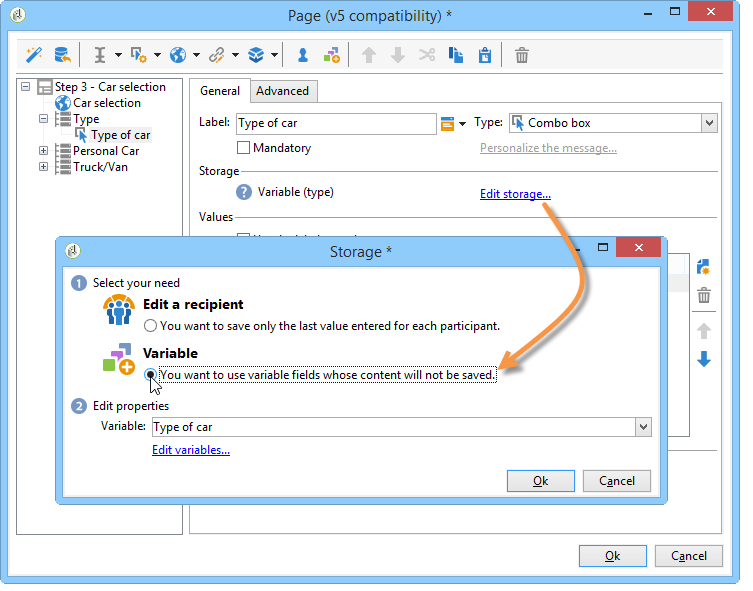 Page (v5 compatibility) *
Step 3 - Car selection
Car selection
Type
Type of car
Personal Car
Truck/Van
General
Advanced
Label: Type of car
Type: Combo box
Mandatory
Personalize the message...
Storage
Variable (type)
Edit storage...
Values
Storage *
1 Select your need
Edit a recipient
You want to save only the last value entered for each participant.
Variable
You want to use variable fields whose content will not be saved.
2 Edit properties
Variable: Type of car
Edit variables...
Ok
Cancel
Ok
Cancel